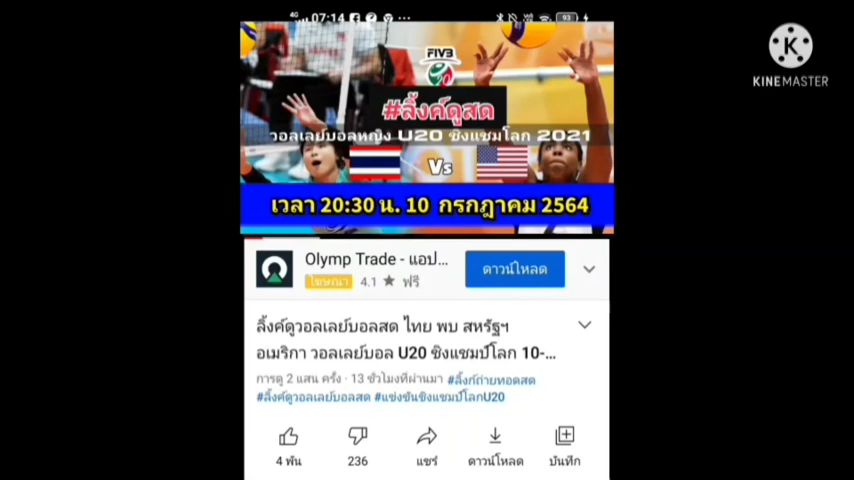 4G 07:14
93
K
KINEMASTER
FIVB
20
#ลิ้งค์ดูสด
วอลเลย์บอลหญิง U20 ชิงแชมโลก 2021
Vs
เวลา 20:30 น. 10 กรกฎาคม 2564
Olymp Trade - แอป...
ดาวน์โหลด
โฆษณา 4.1 ★ ฟรี
ลิ้งค์ดูวอลเลย์บอลสด ไทย พบ สหรัฐฯ
อเมริกา วอลเลย์บอล U20 ชิงแชมป์โลก 10-...
การดู 2 แสน ครั้ง · 13 ชั่วโมงที่ผ่านมา #ลิ้งก์ถ่ายทอดสด
#ลิ้งค์ดูวอลเลย์บอลสด #แข่งขันชิงแชมป์โลกU20
4 พัน 236 แชร์ ดาวน์โหลด บันทึก